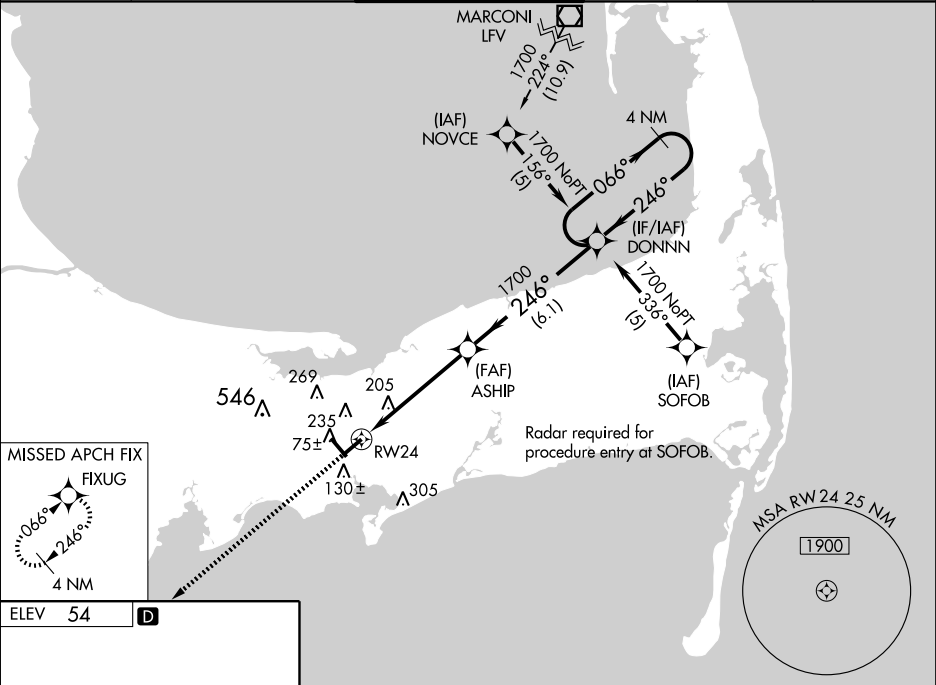 MARCONI
LFV
1700
224°
(10.9)
(IAF)
NOVCE
1700 NoPT
156°
(5)
4 NM
066°
246°
(IF/IAF)
DONNN
1700
246°
(6.1)
1700 NoPT
336°
(5)
(FAF)
ASHIP
(IAF)
SOFOB
269
205
546
235
75±
RW24
130±
305
Radar required for
procedure entry at SOFOB.
MISSED APCH FIX
FIXUG
066°
246°
4 NM
MSA RW24 25 NM
1900
ELEV 54
D